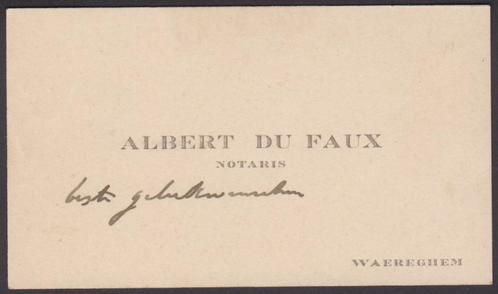 ALBERT DU FAUX
NOTARIS
beste gelukwenschen
WAEREGHEM